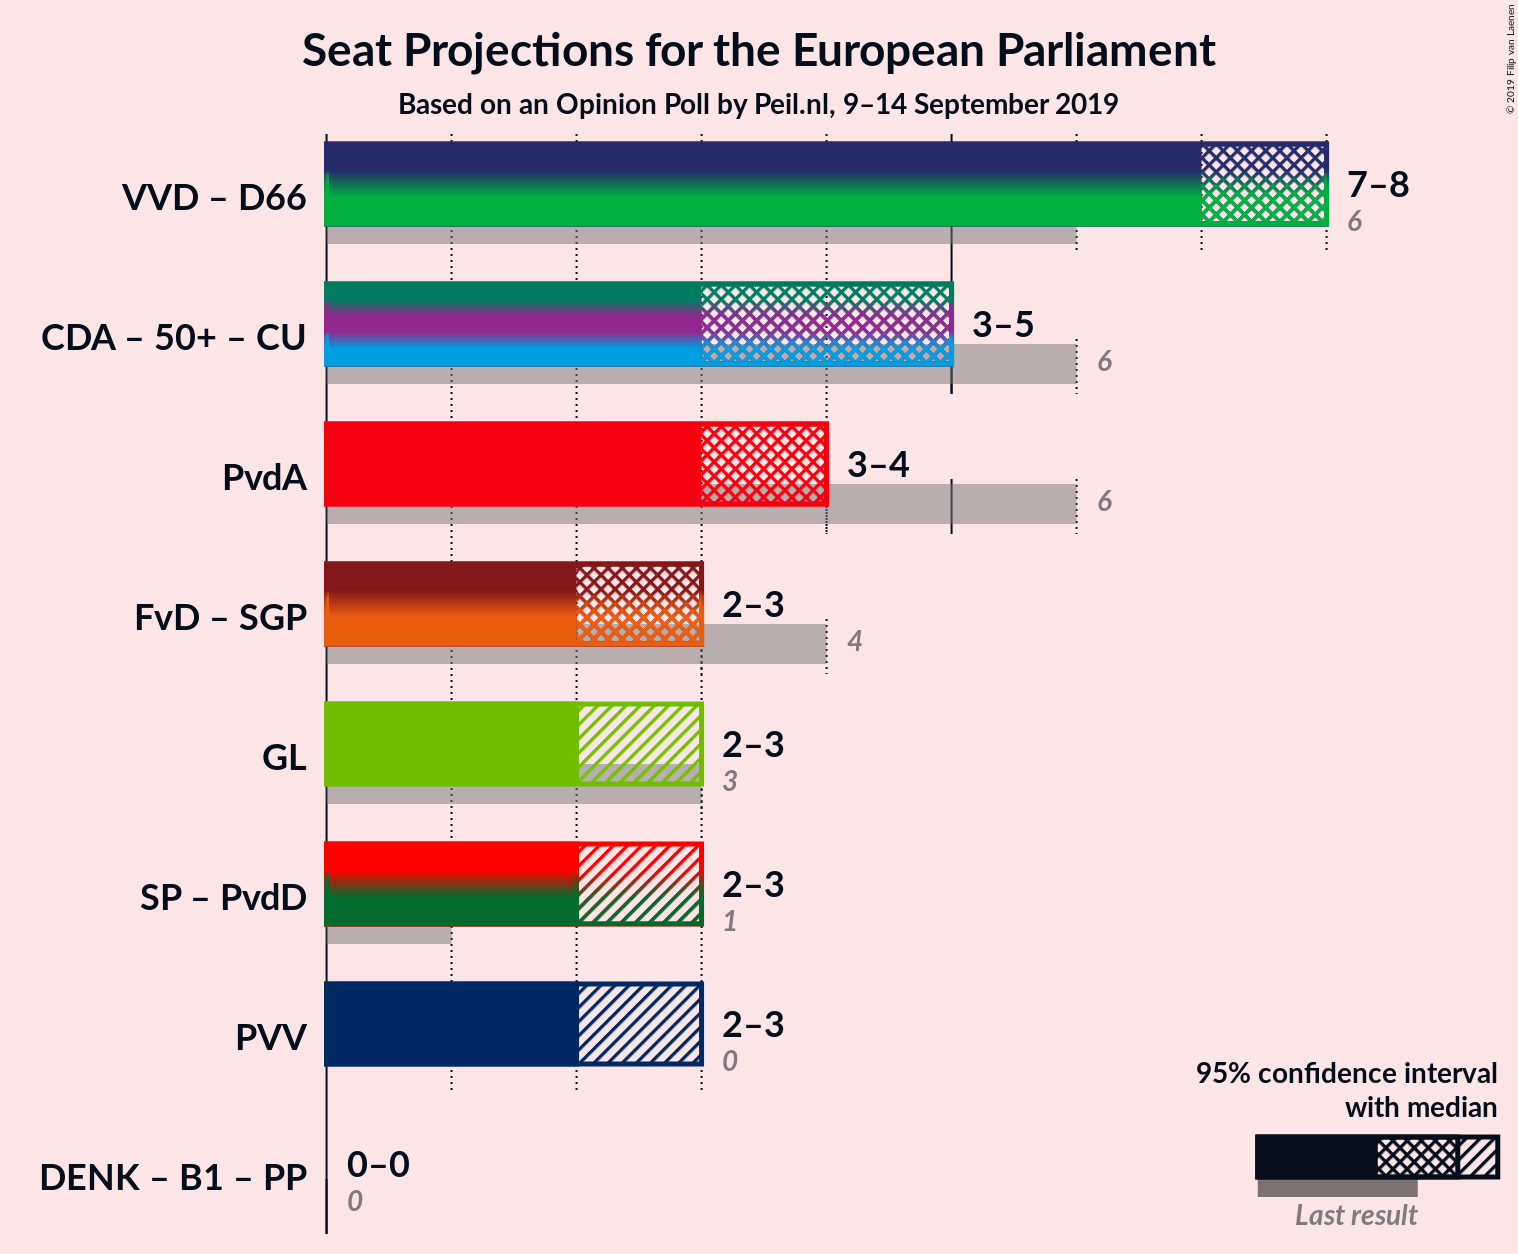 Seat Projections for the European Parliament
Based on an Opinion Poll by Peil.nl, 9–14 September 2019
© 2019 Filip van Laenen
VVD – D66
7–8
6
CDA – 50+ – CU
3–5
6
PvdA
3–4
6
FvD – SGP
2–3
4
GL
2–3
3
SP – PvdD
2–3
1
PVV
2–3
0
DENK – B1 – PP
0–0
0
95% confidence interval
with median
Last result